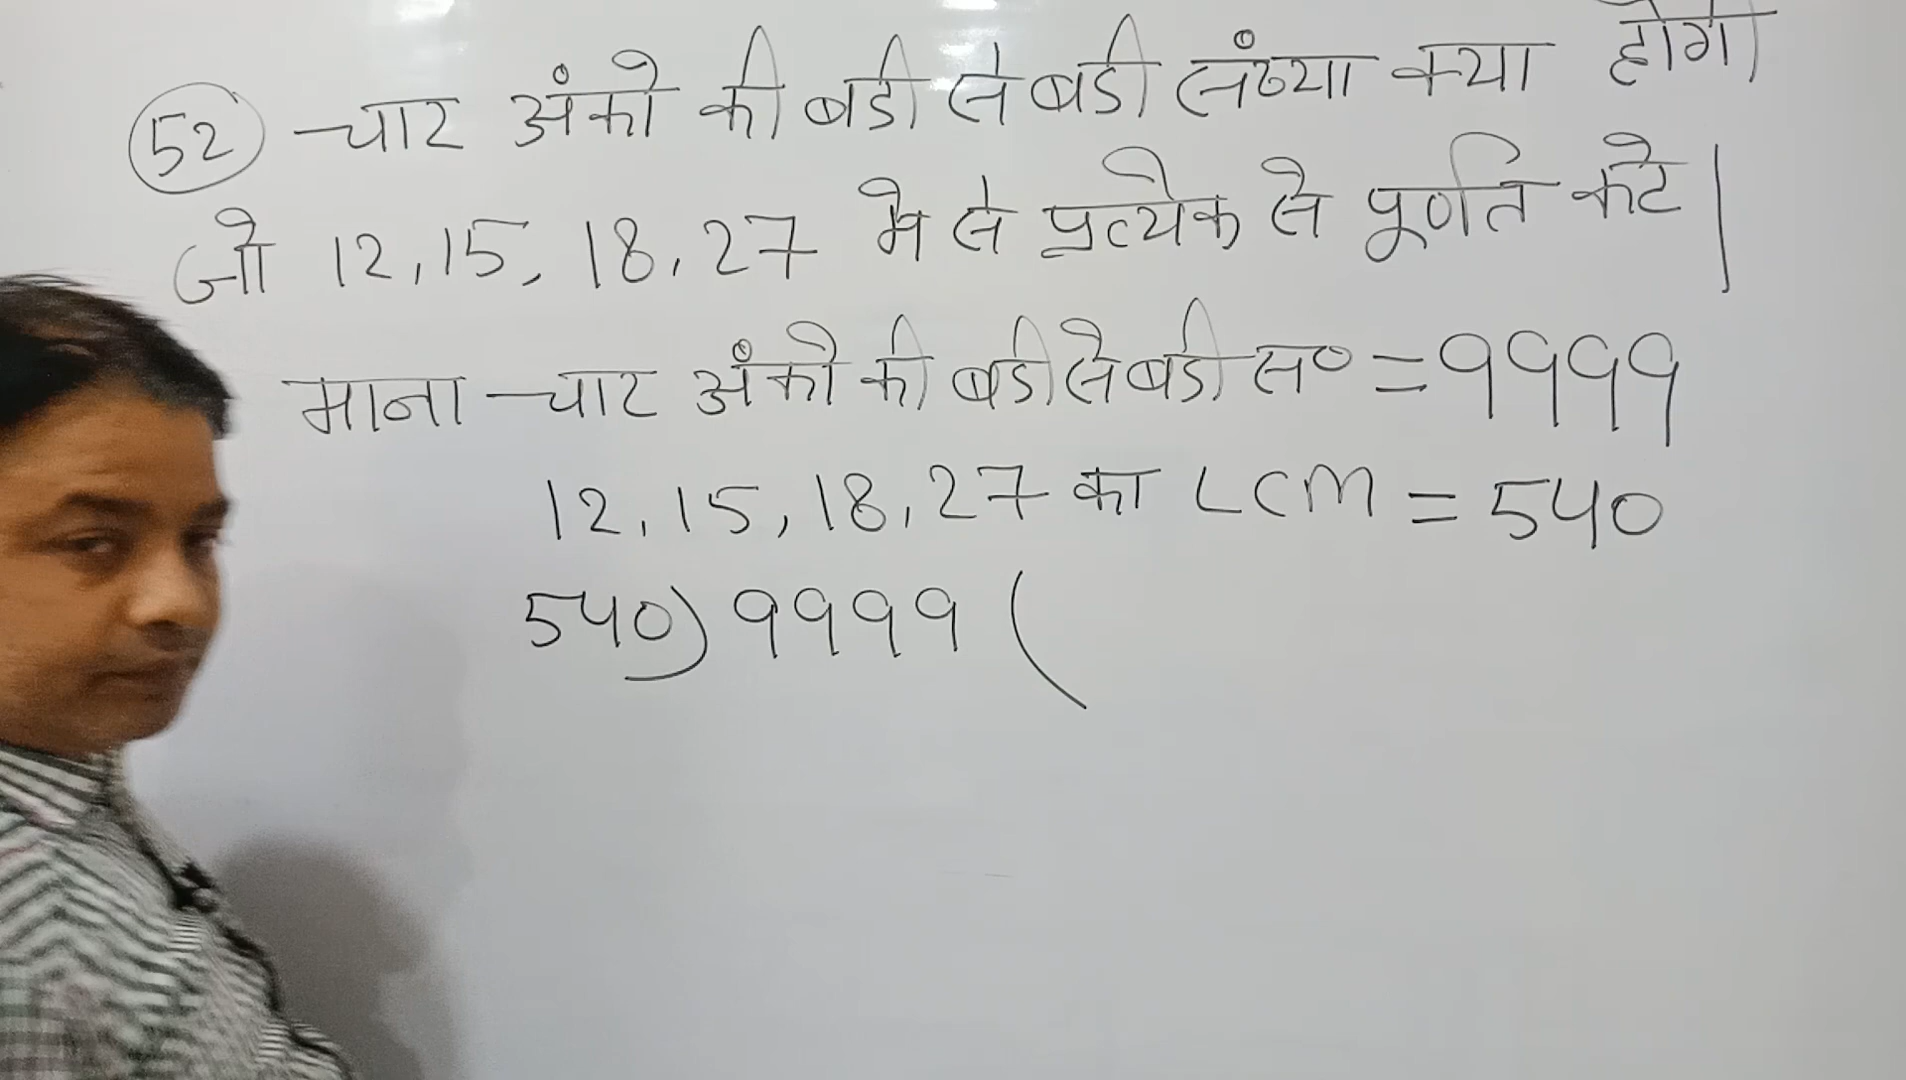 52 चार अंको की बडी से बडी संख्या क्या होगी
जो 12, 15, 18, 27 मे से प्रत्येक से पूर्णत कटे।
माना चार अंको की बडी से बडी स० = 9999
12, 15, 18, 27 का LCM = 540
540) 9999 (